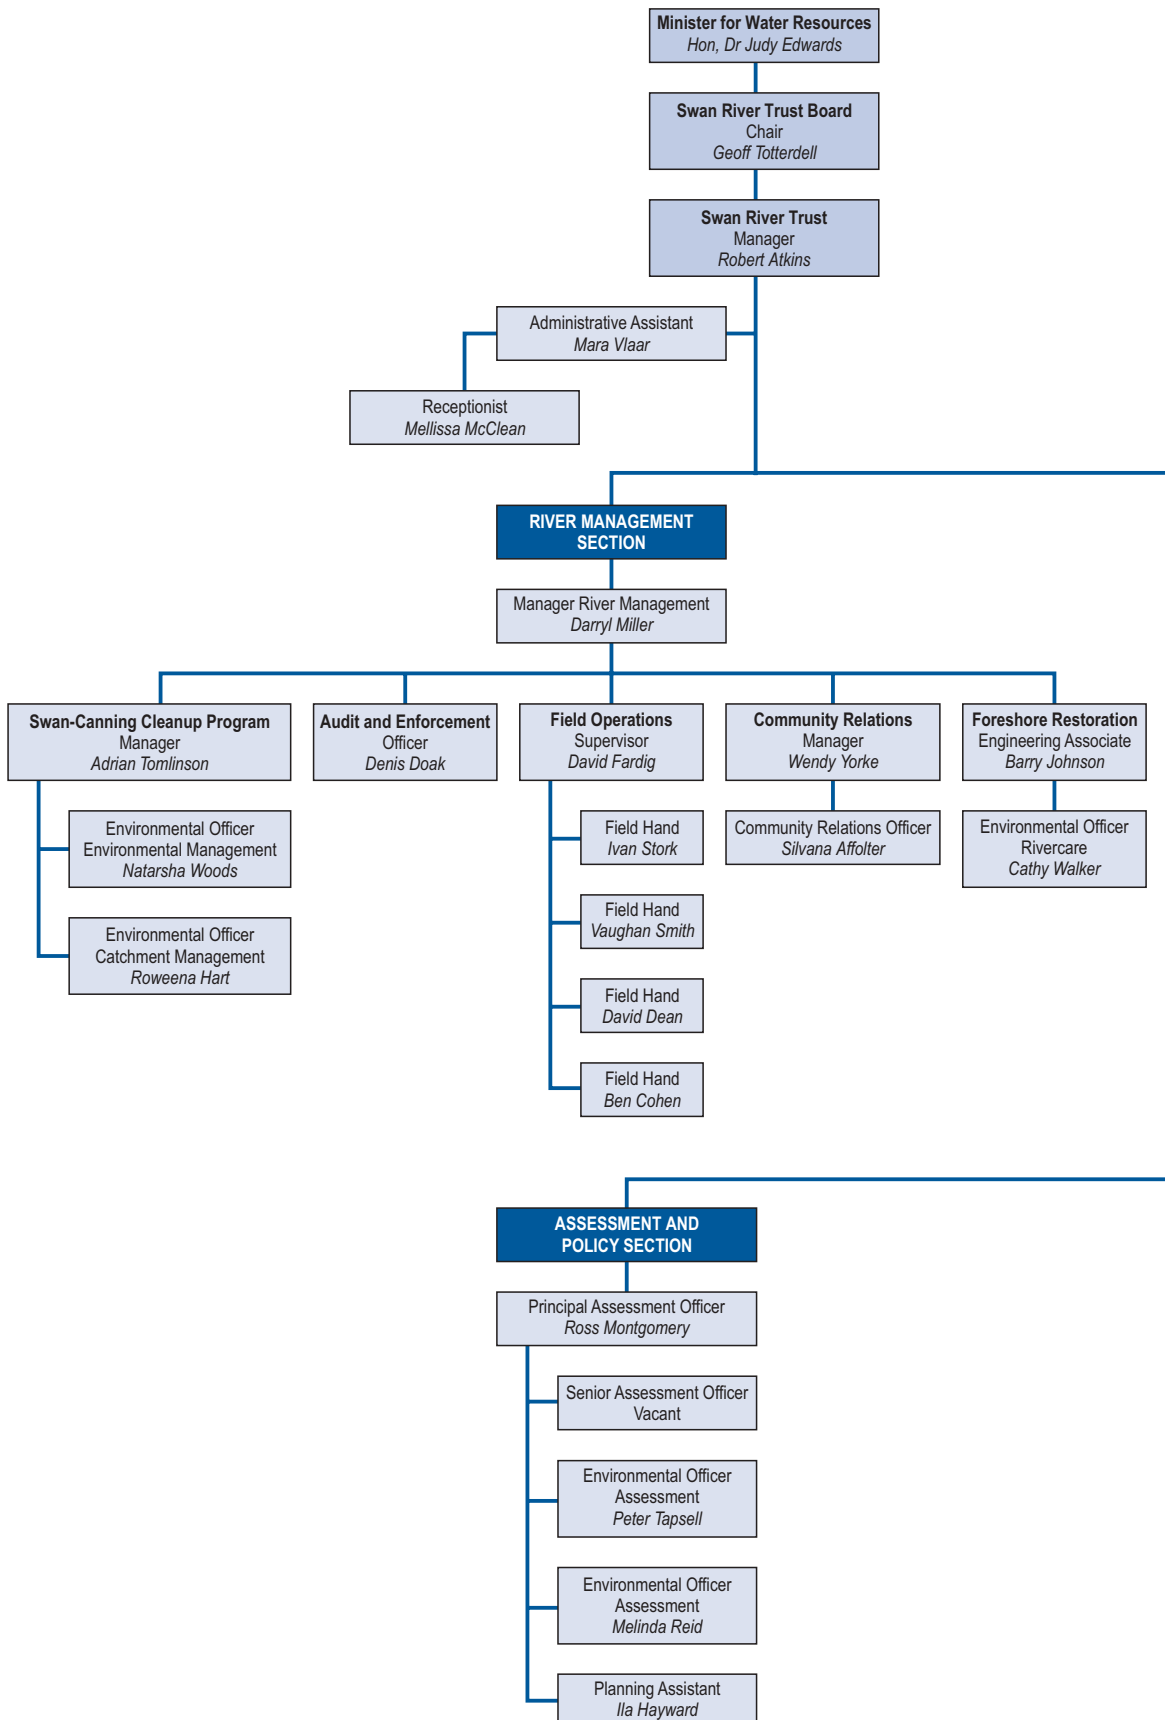 Minister for Water Resources
Hon, Dr Judy Edwards
Swan River Trust Board
Chair
Geoff Totterdell
Swan River Trust
Manager
Robert Atkins
Administrative Assistant
Mara Vlaar
Receptionist
Mellissa McClean
RIVER MANAGEMENT
SECTION
Manager River Management
Darryl Miller
Swan-Canning Cleanup Program
Manager
Adrian Tomlinson
Environmental Officer
Environmental Management
Natarsha Woods
Environmental Officer
Catchment Management
Roweena Hart
Audit and Enforcement
Officer
Denis Doak
Field Operations
Supervisor
David Fardig
Field Hand
Ivan Stork
Field Hand
Vaughan Smith
Field Hand
David Dean
Field Hand
Ben Cohen
Community Relations
Manager
Wendy Yorke
Community Relations Officer
Silvana Affolter
Foreshore Restoration
Engineering Associate
Barry Johnson
Environmental Officer
Rivercare
Cathy Walker
ASSESSMENT AND
POLICY SECTION
Principal Assessment Officer
Ross Montgomery
Senior Assessment Officer
Vacant
Environmental Officer
Assessment
Peter Tapsell
Environmental Officer
Assessment
Melinda Reid
Planning Assistant
Ila Hayward